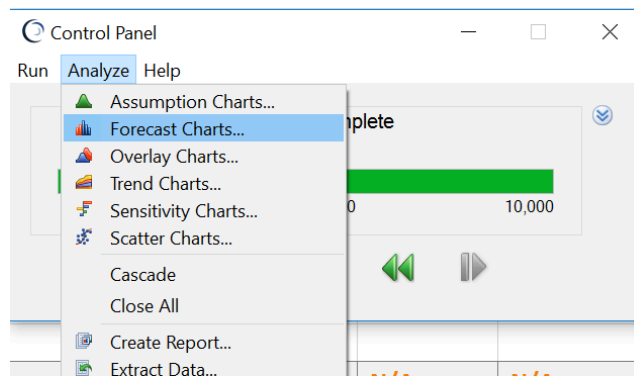 Control Panel
Run Analyze Help
Assumption Charts...
Forecast Charts...
Overlay Charts...
Trend Charts...
0 10,000
Sensitivity Charts...
Scatter Charts...
Cascade
Close All
Create Report...
Extract Data...